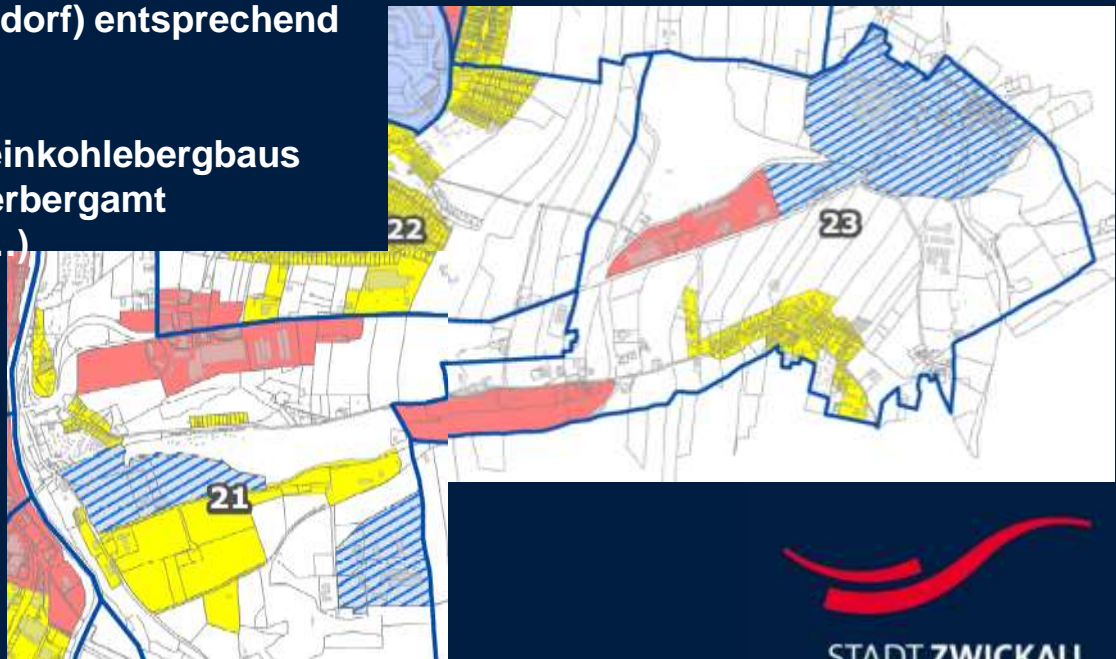 dorf) entsprechend
einkohlebergbaus
erbergamt
..)
22
23
21
STADT ZWICKAU